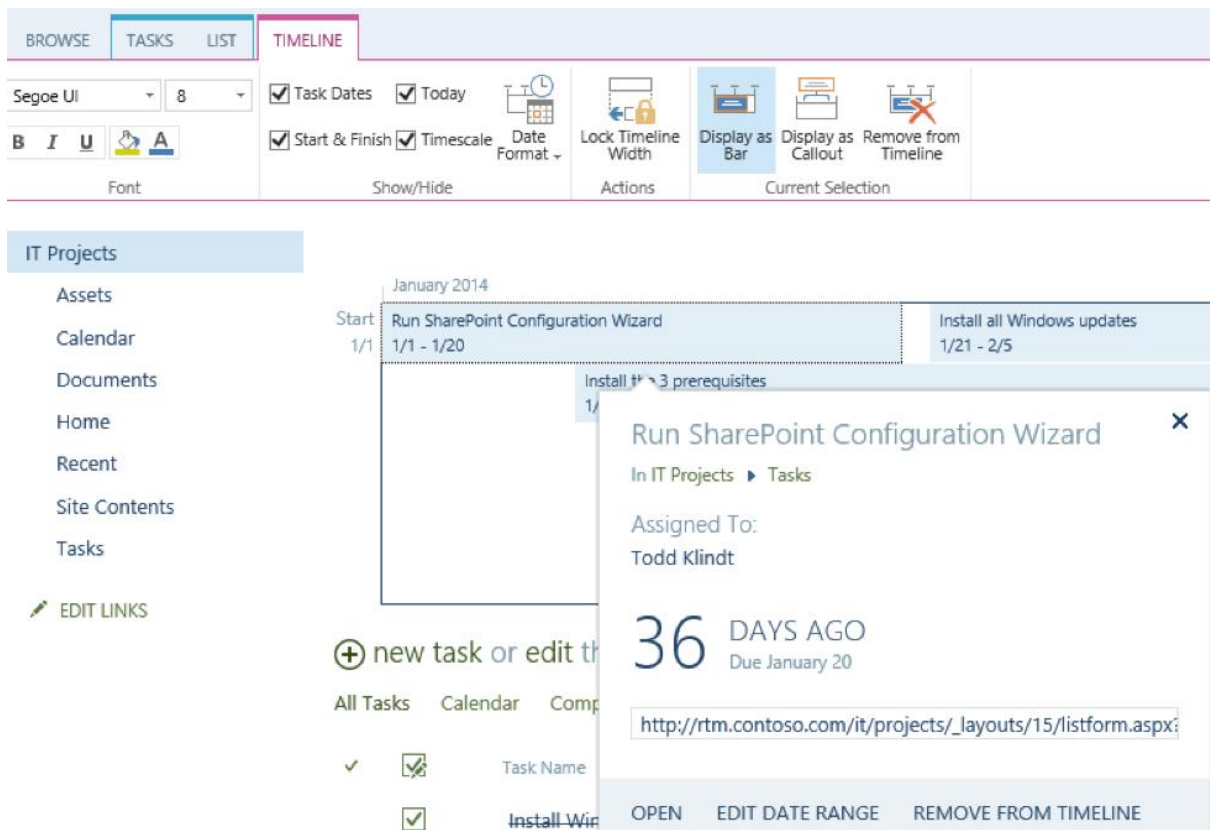 BROWSE TASKS LIST TIMELINE
Segoe UI 8
B I U A
Task Dates Today
Start & Finish Timescale
Date Format
Lock Timeline Width
Display as Bar
Display as Callout
Remove from Timeline
Font
Show/Hide
Actions
Current Selection
IT Projects
Assets
Calendar
Documents
Home
Recent
Site Contents
Tasks
EDIT LINKS
January 2014
Start
1/1
Run SharePoint Configuration Wizard
1/1 - 1/20
Install all Windows updates
1/21 - 2/5
Install 3 prerequisites
1/
Run SharePoint Configuration Wizard
In IT Projects Tasks
Assigned To:
Todd Klindt
36 DAYS AGO
Due January 20
http://rtm.contoso.com/it/projects/_layouts/15/listform.aspx?
OPEN EDIT DATE RANGE REMOVE FROM TIMELINE
new task or edit
All Tasks Calendar
Task Name
Install